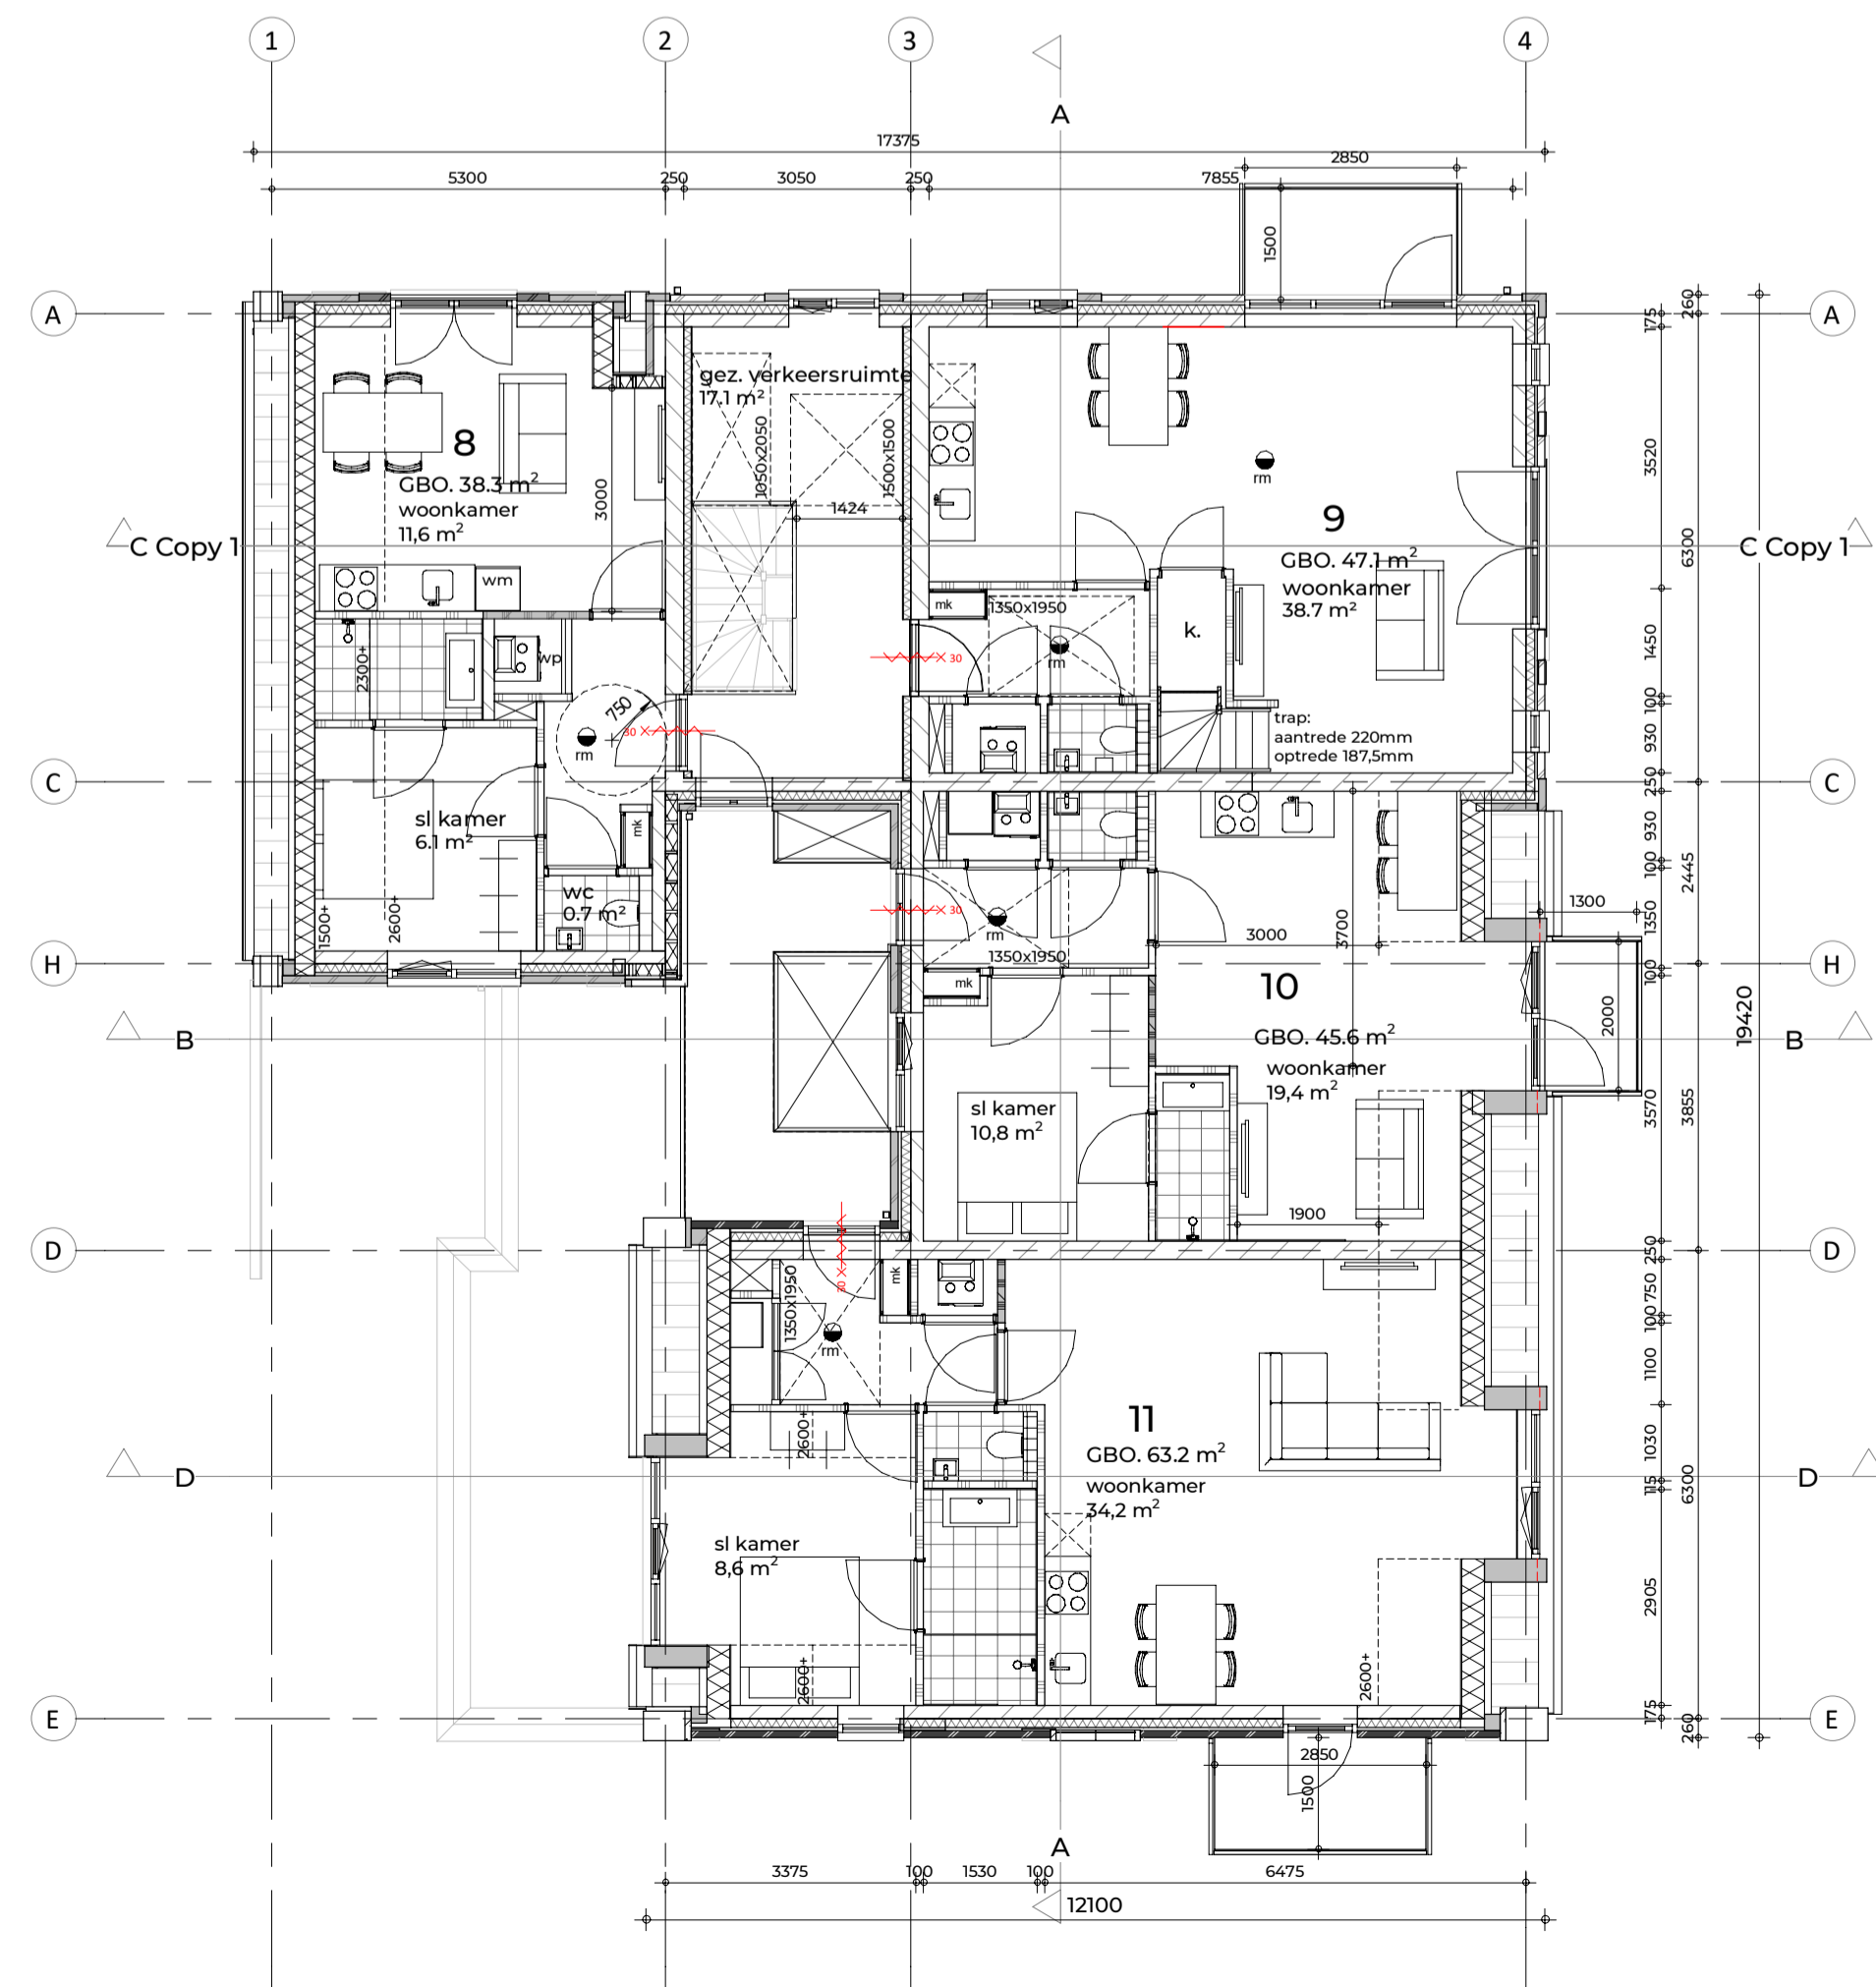 1
2
3
4
A
17375
2850
5300
250
3050
250
7855
1500
A
A
260
175
gez. verkeersruimte
17.1 m²
8
GBO. 38.3 m²
woonkamer
11,6 m²
3000
1050x2050
1500x1500
1424
rm
9
GBO. 47.1 m²
woonkamer
38.7 m²
3520
6300
C Copy 1
C Copy 1
wm
mk
1350x1950
k.
wp
2300+
rm
30
1450
750
30
rm
100
trap:
aantrede 220mm
optrede 187,5mm
930
C
C
250
sl kamer
6.1 m²
mk
930
100
2445
wc
0.7 m²
1500+
2600+
30
rm
1350x1950
3000
3700
1300
1350
H
H
mk
100
10
GBO. 45.6 m²
woonkamer
19,4 m²
2000
19420
B
B
sl kamer
10,8 m²
3570
3855
1900
D
D
250
30
mk
1350x1950
rm
750
100
1100
2600+
11
GBO. 63.2 m²
woonkamer
34,2 m²
1030
D
D
115
6300
sl kamer
8,6 m²
2905
2600+
2600+
E
E
175
260
2850
1500
A
3375
100
1530
100
6475
12100